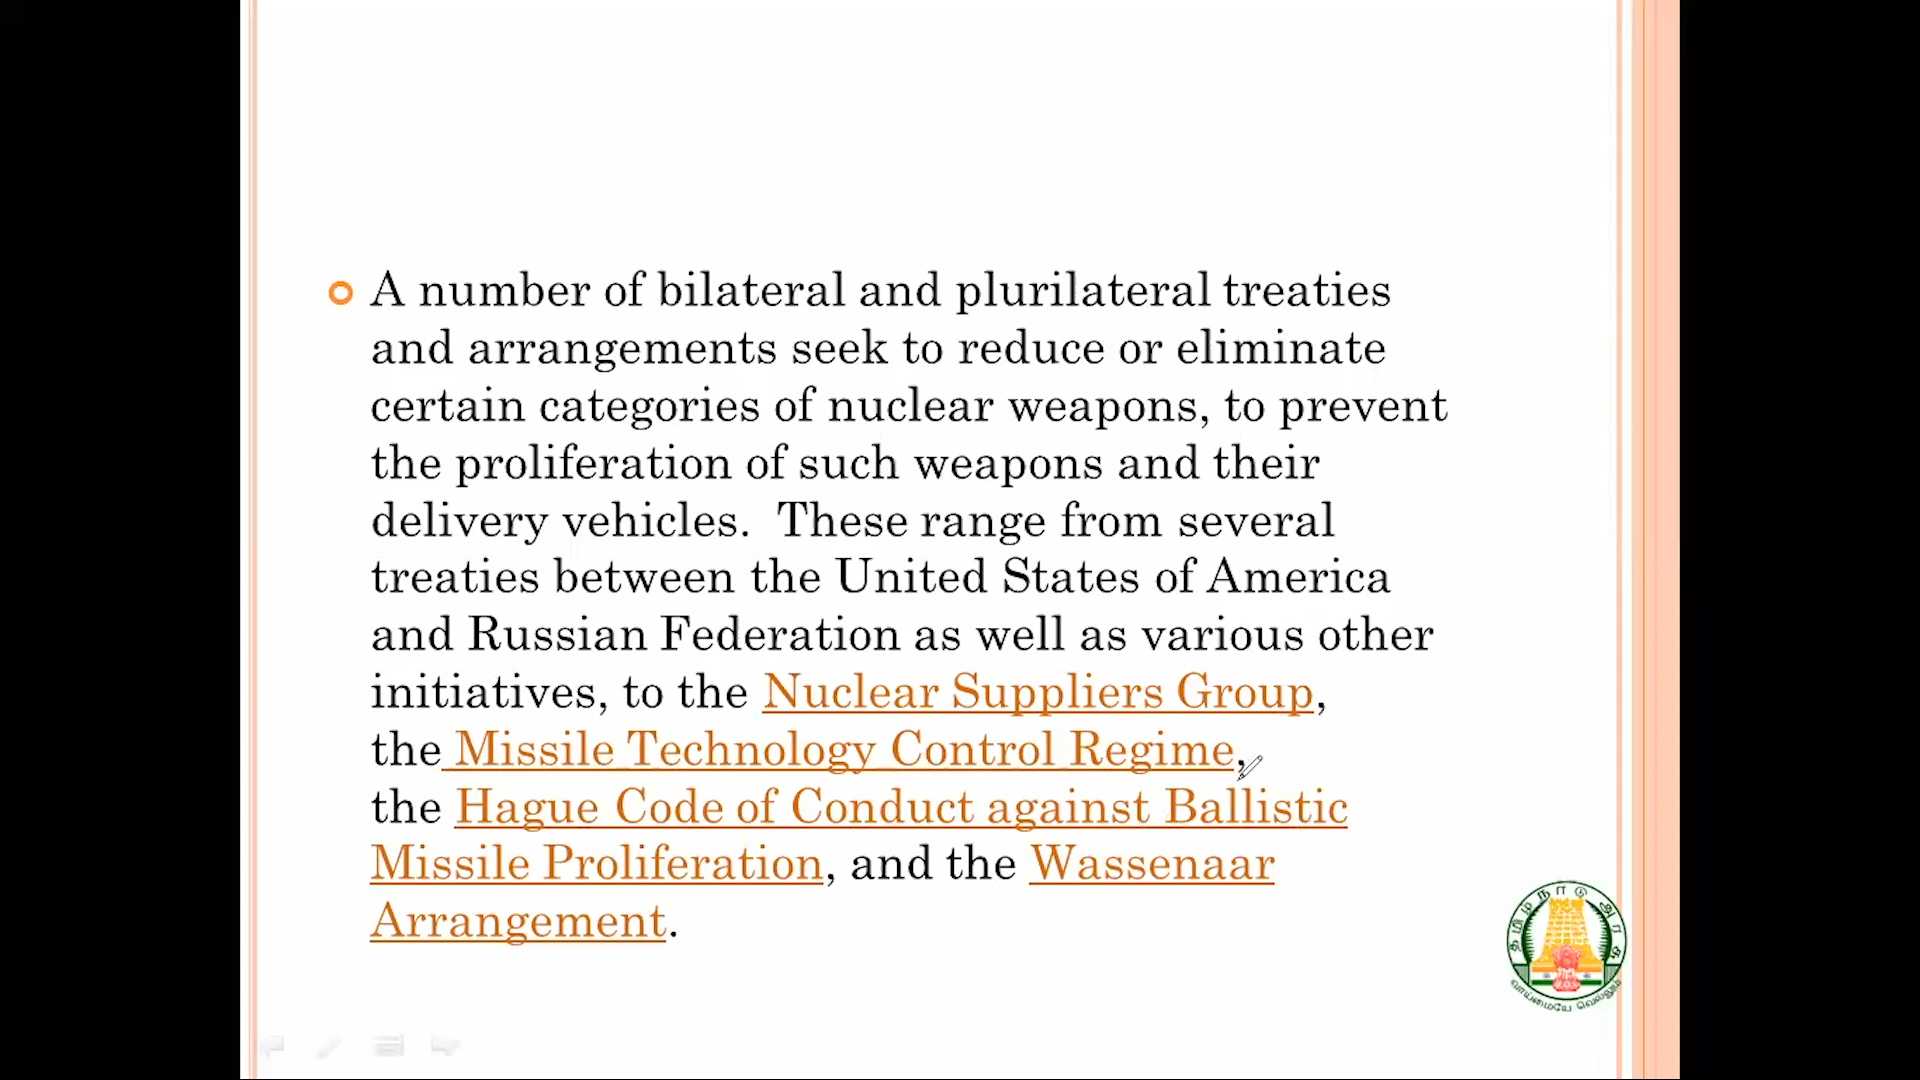 A number of bilateral and plurilateral treaties
and arrangements seek to reduce or eliminate
certain categories of nuclear weapons, to prevent
the proliferation of such weapons and their
delivery vehicles.  These range from several
treaties between the United States of America
and Russian Federation as well as various other
initiatives, to the Nuclear Suppliers Group,
the Missile Technology Control Regime,
the Hague Code of Conduct against Ballistic
Missile Proliferation, and the Wassenaar
Arrangement.
தமிழ்நாடு அரசு
வாய்மையே வெல்லும்